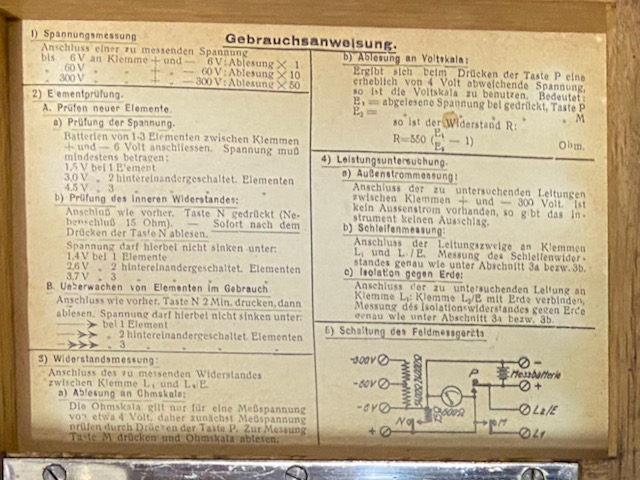 Gebrauchsanweisung.
1) Spannungsmessung
Anschluss einer zu messenden Spannung
bis 6V an Klemme + und - 6V: Ablesung X 1
„ 60V „ „ + „ - 60V: Ablesung X 10
„ 300V „ „ + „ - 300V: Ablesung X 50
2) Elementprüfung.
A. Prüfen neuer Elemente.
a) Prüfung der Spannung.
Batterien von 1-3 Elementen zwischen Klemmen
+ und - 6 Volt anschliessen. Spannung muß
mindestens betragen:
1,5 V bei 1 Element
3,0 V „ 2 hintereinandergeschaltet. Elementen
4,5 V „ 3 „ „
b) Prüfung des inneren Widerstandes:
Anschluß wie vorher. Taste N gedrückt (Ne-
benschluß 15 Ohm). — Sofort nach dem
Drücken der Taste N ablesen.
Spannung darf hierbei nicht sinken unter:
1,4V bei 1 Elemente
2,6V „ 2 hintereinandergeschaltet. Elementen
3,7V „ 3 „ „
B. Ueberwachen von Elementen im Gebrauch.
Anschluss wie vorher. Taste N 2 Min. drücken, dann
ablesen. Spannung darf hierbei nicht sinken unter:
bei 1 Element
„ 2 hintereinandergeschaltet. Elementen
„ 3 „ „
3) Widerstandsmessung:
Anschluss des zu messenden Widerstandes
zwischen Klemme L₁ und L₂/E.
a) Ablesung an Ohmskala:
Die Ohmskala gilt nur für eine Meßspannung
von etwa 4 Volt, daher zunächst Messspannung
prüfen durch Drücken der Taste P. Zur Messung
Taste M drücken und Ohmskala ablesen.
b) Ablesung an Voltskala:
Ergibt sich beim Drücken der Taste P eine
erheblich von 4 Volt abweichende Spannung,
so ist die Voltskala zu benutzen. Bedeutet:
E₁ = abgelesene Spannung bei gedrückt. Taste P
E₂ = „ „ „ „ „ M
so ist der Widerstand R:
R=550 (E₁/E₂ - 1) Ohm.
4) Leistungsuntersuchung.
a) Außenstrommessung:
Anschluss der zu untersuchenden Leitungen
zwischen Klemmen + und - 300 Volt. Ist
kein Aussenstrom vorhanden, so gibt das In-
strument keinen Ausschlag.
b) Schleifenmessung:
Anschluss der Leitungszweige an Klemmen
L₁ und L₂/E. Messung des Schleifenwider-
standes genau wie unter Abschnitt 3a bezw. 3b.
c) Isolation gegen Erde:
Anschluss der zu untersuchenden Leitung an
Klemme L₁; Klemme L₂/E mit Erde verbinden,
Messung des Isolationswiderstandes gegen Erde
genau wie unter Abschnitt 3a bezw. 3b.
5) Schaltung des Feldmessgeräts
-300V
-60V
-6V
+
N
P
M
-
Messbatterie
+
L₂/E
L1